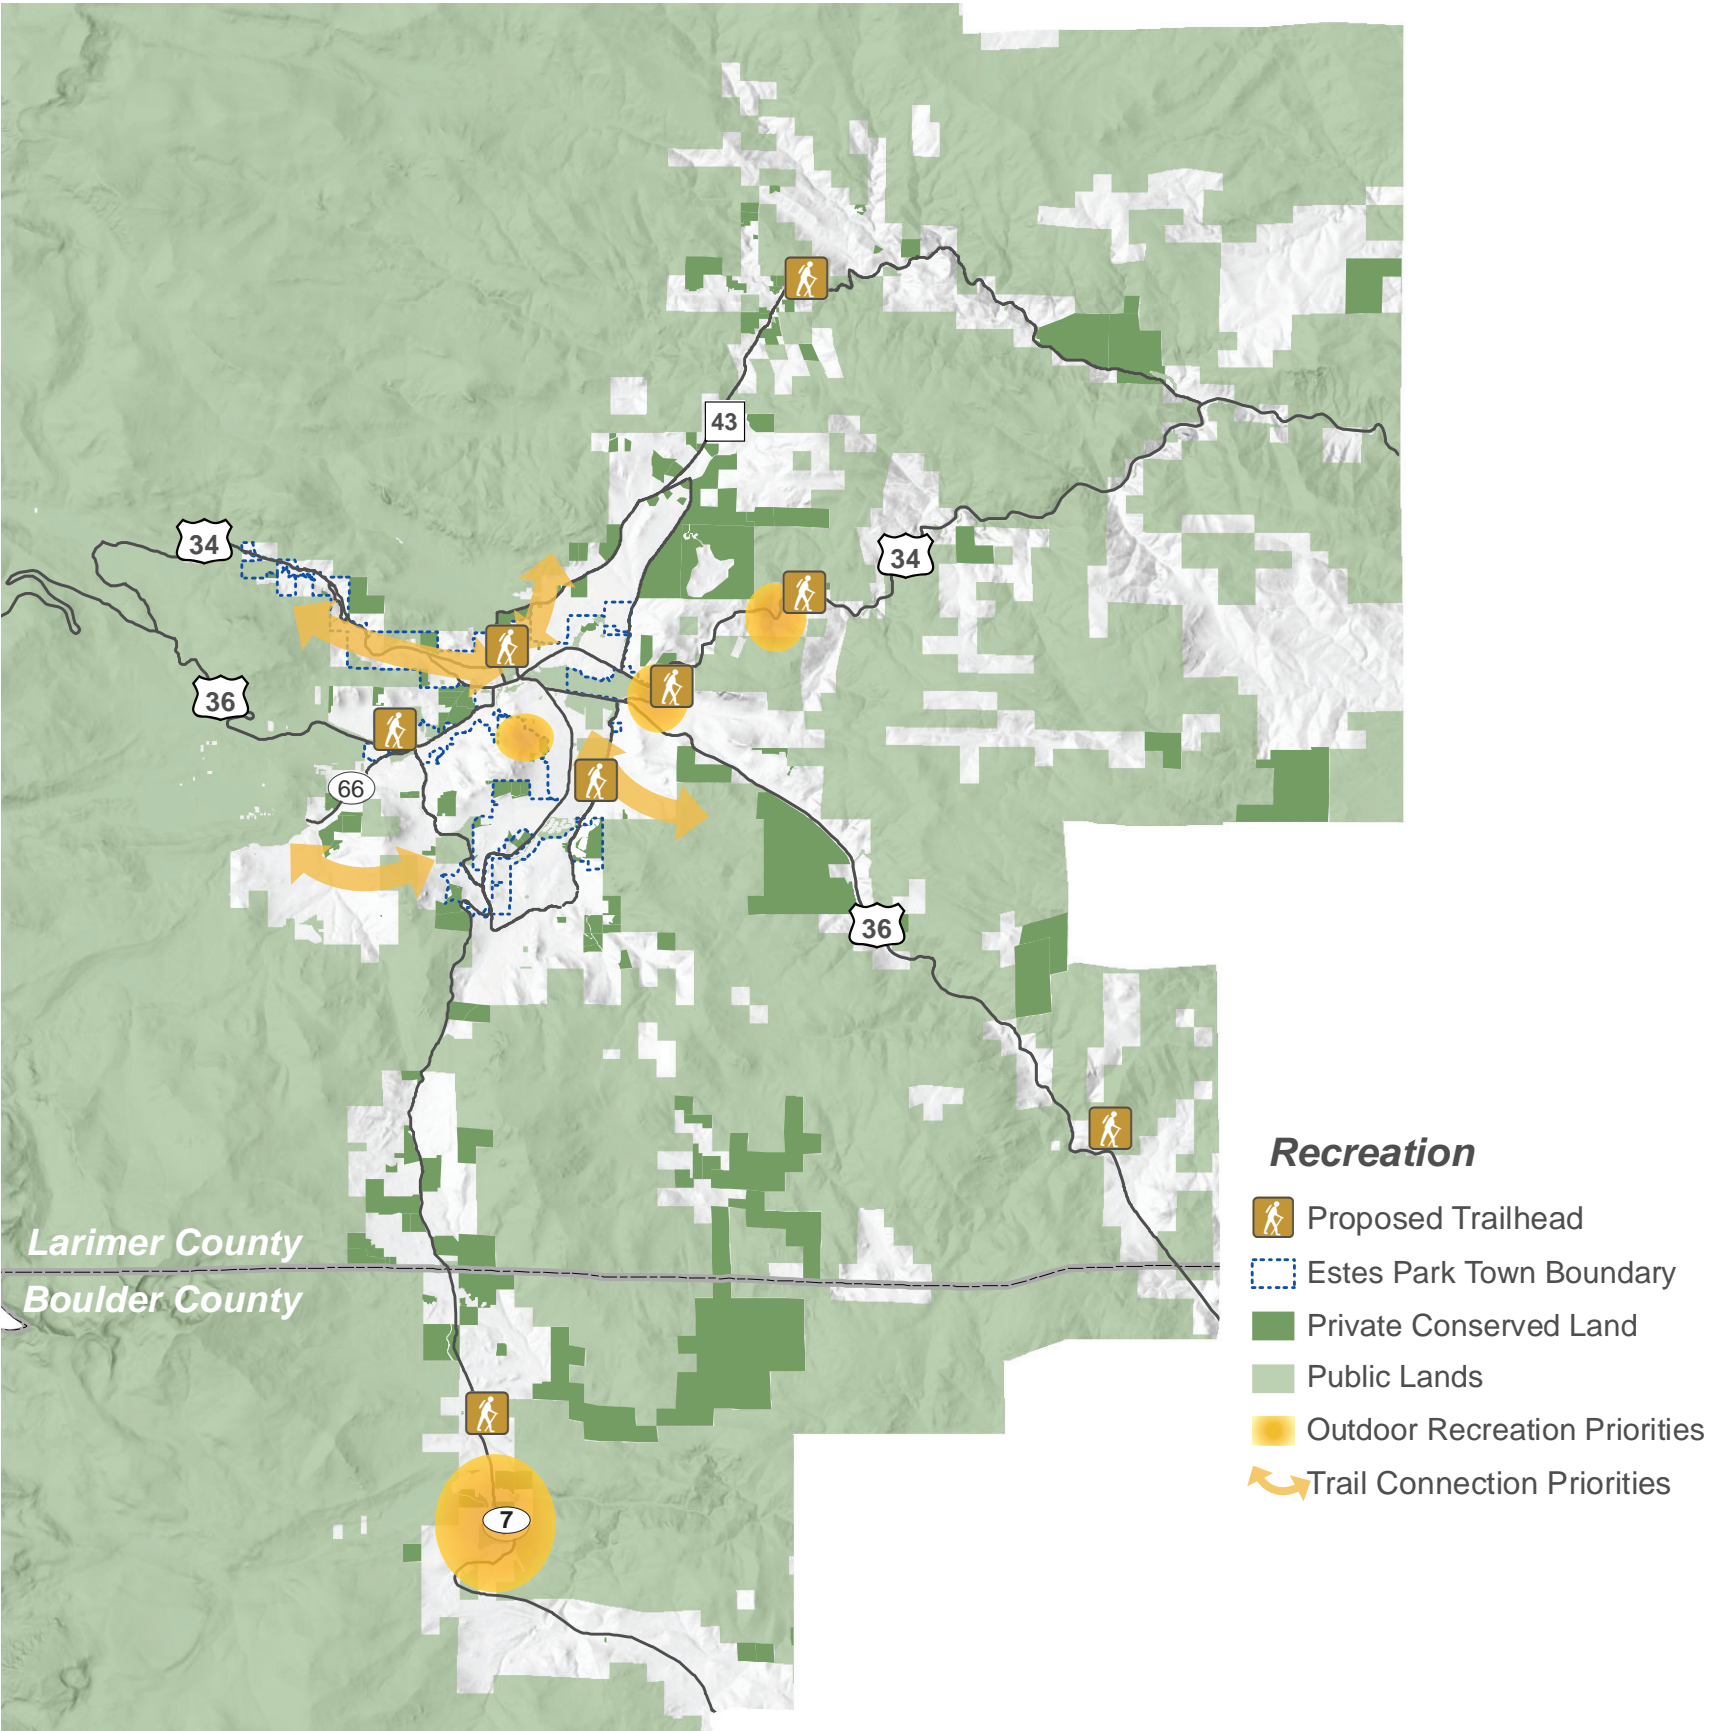 43
34
34
36
66
36
Larimer County
Boulder County
7
Recreation
Proposed Trailhead
Estes Park Town Boundary
Private Conserved Land
Public Lands
Outdoor Recreation Priorities
Trail Connection Priorities